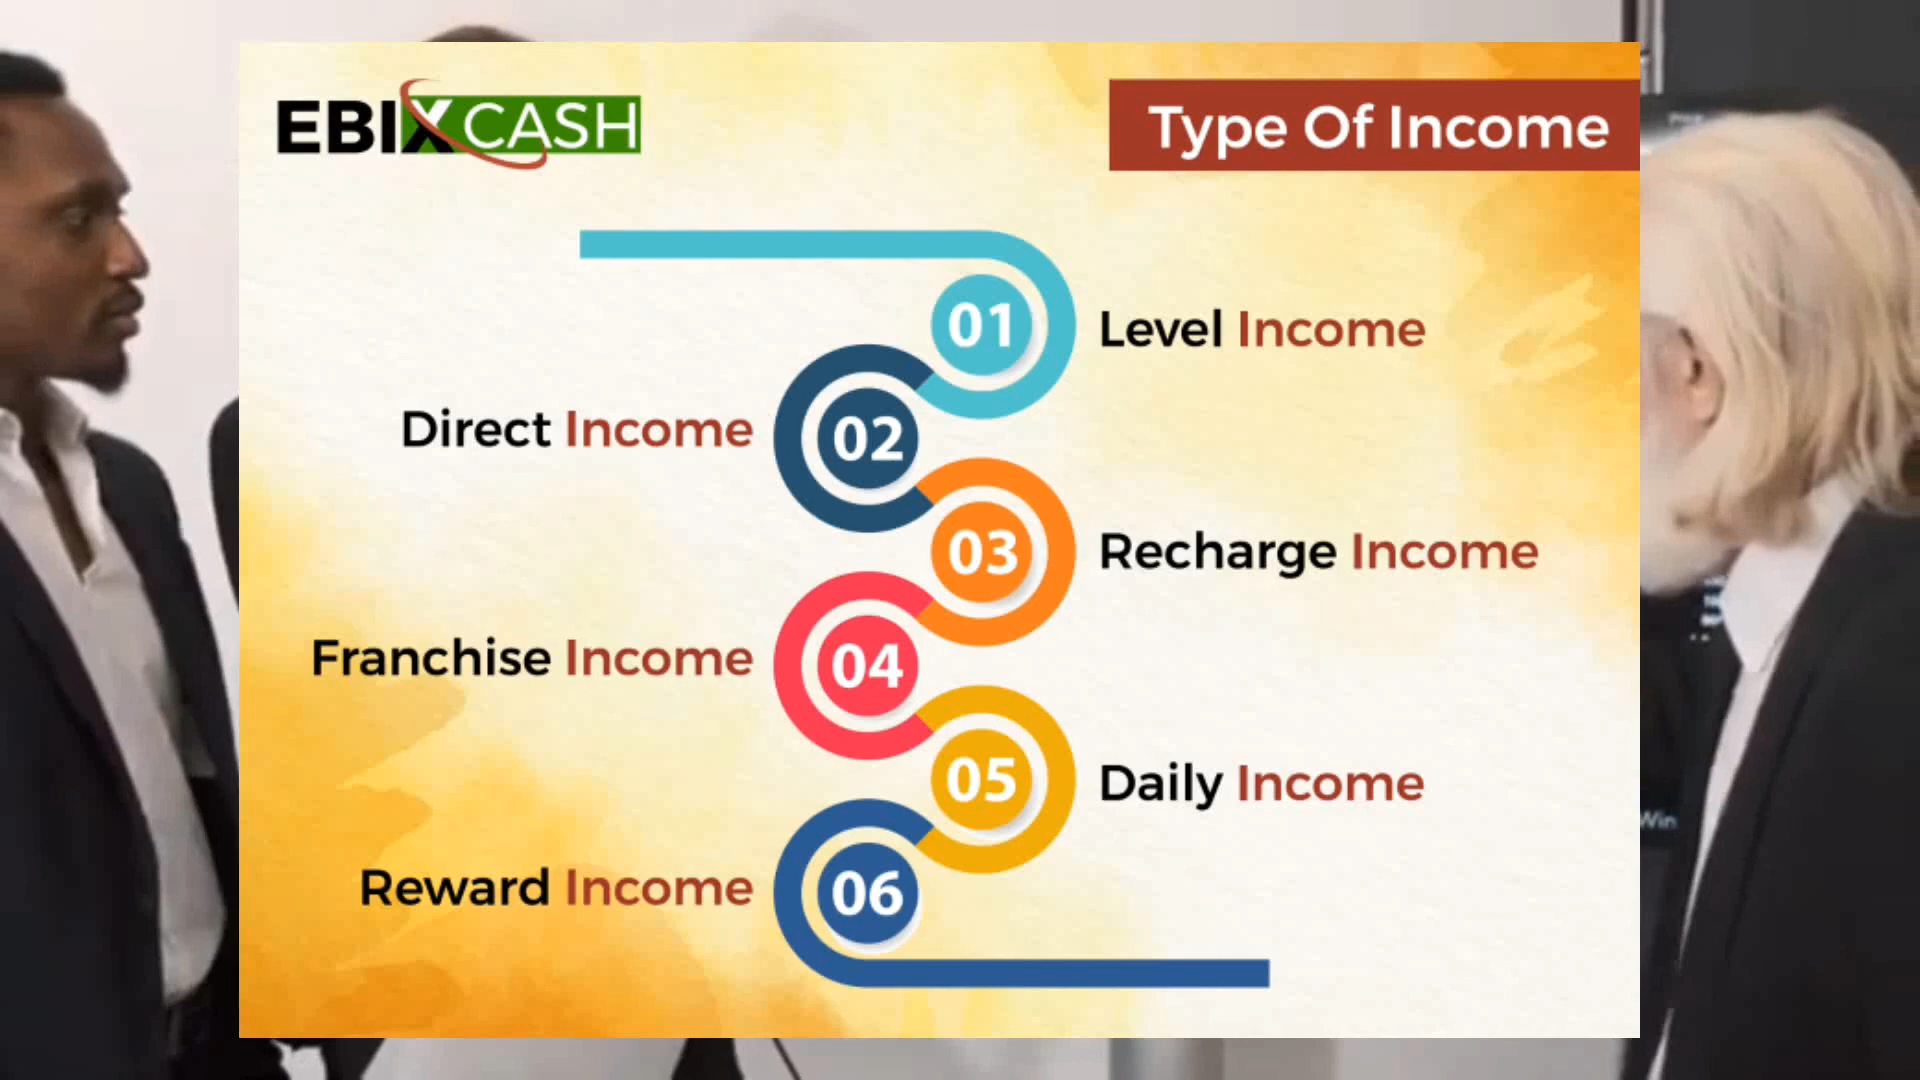 EBIXCASH
Type Of Income
01
Level Income
Direct Income
02
03
Recharge Income
Franchise Income
04
05
Daily Income
Reward Income
06
Win